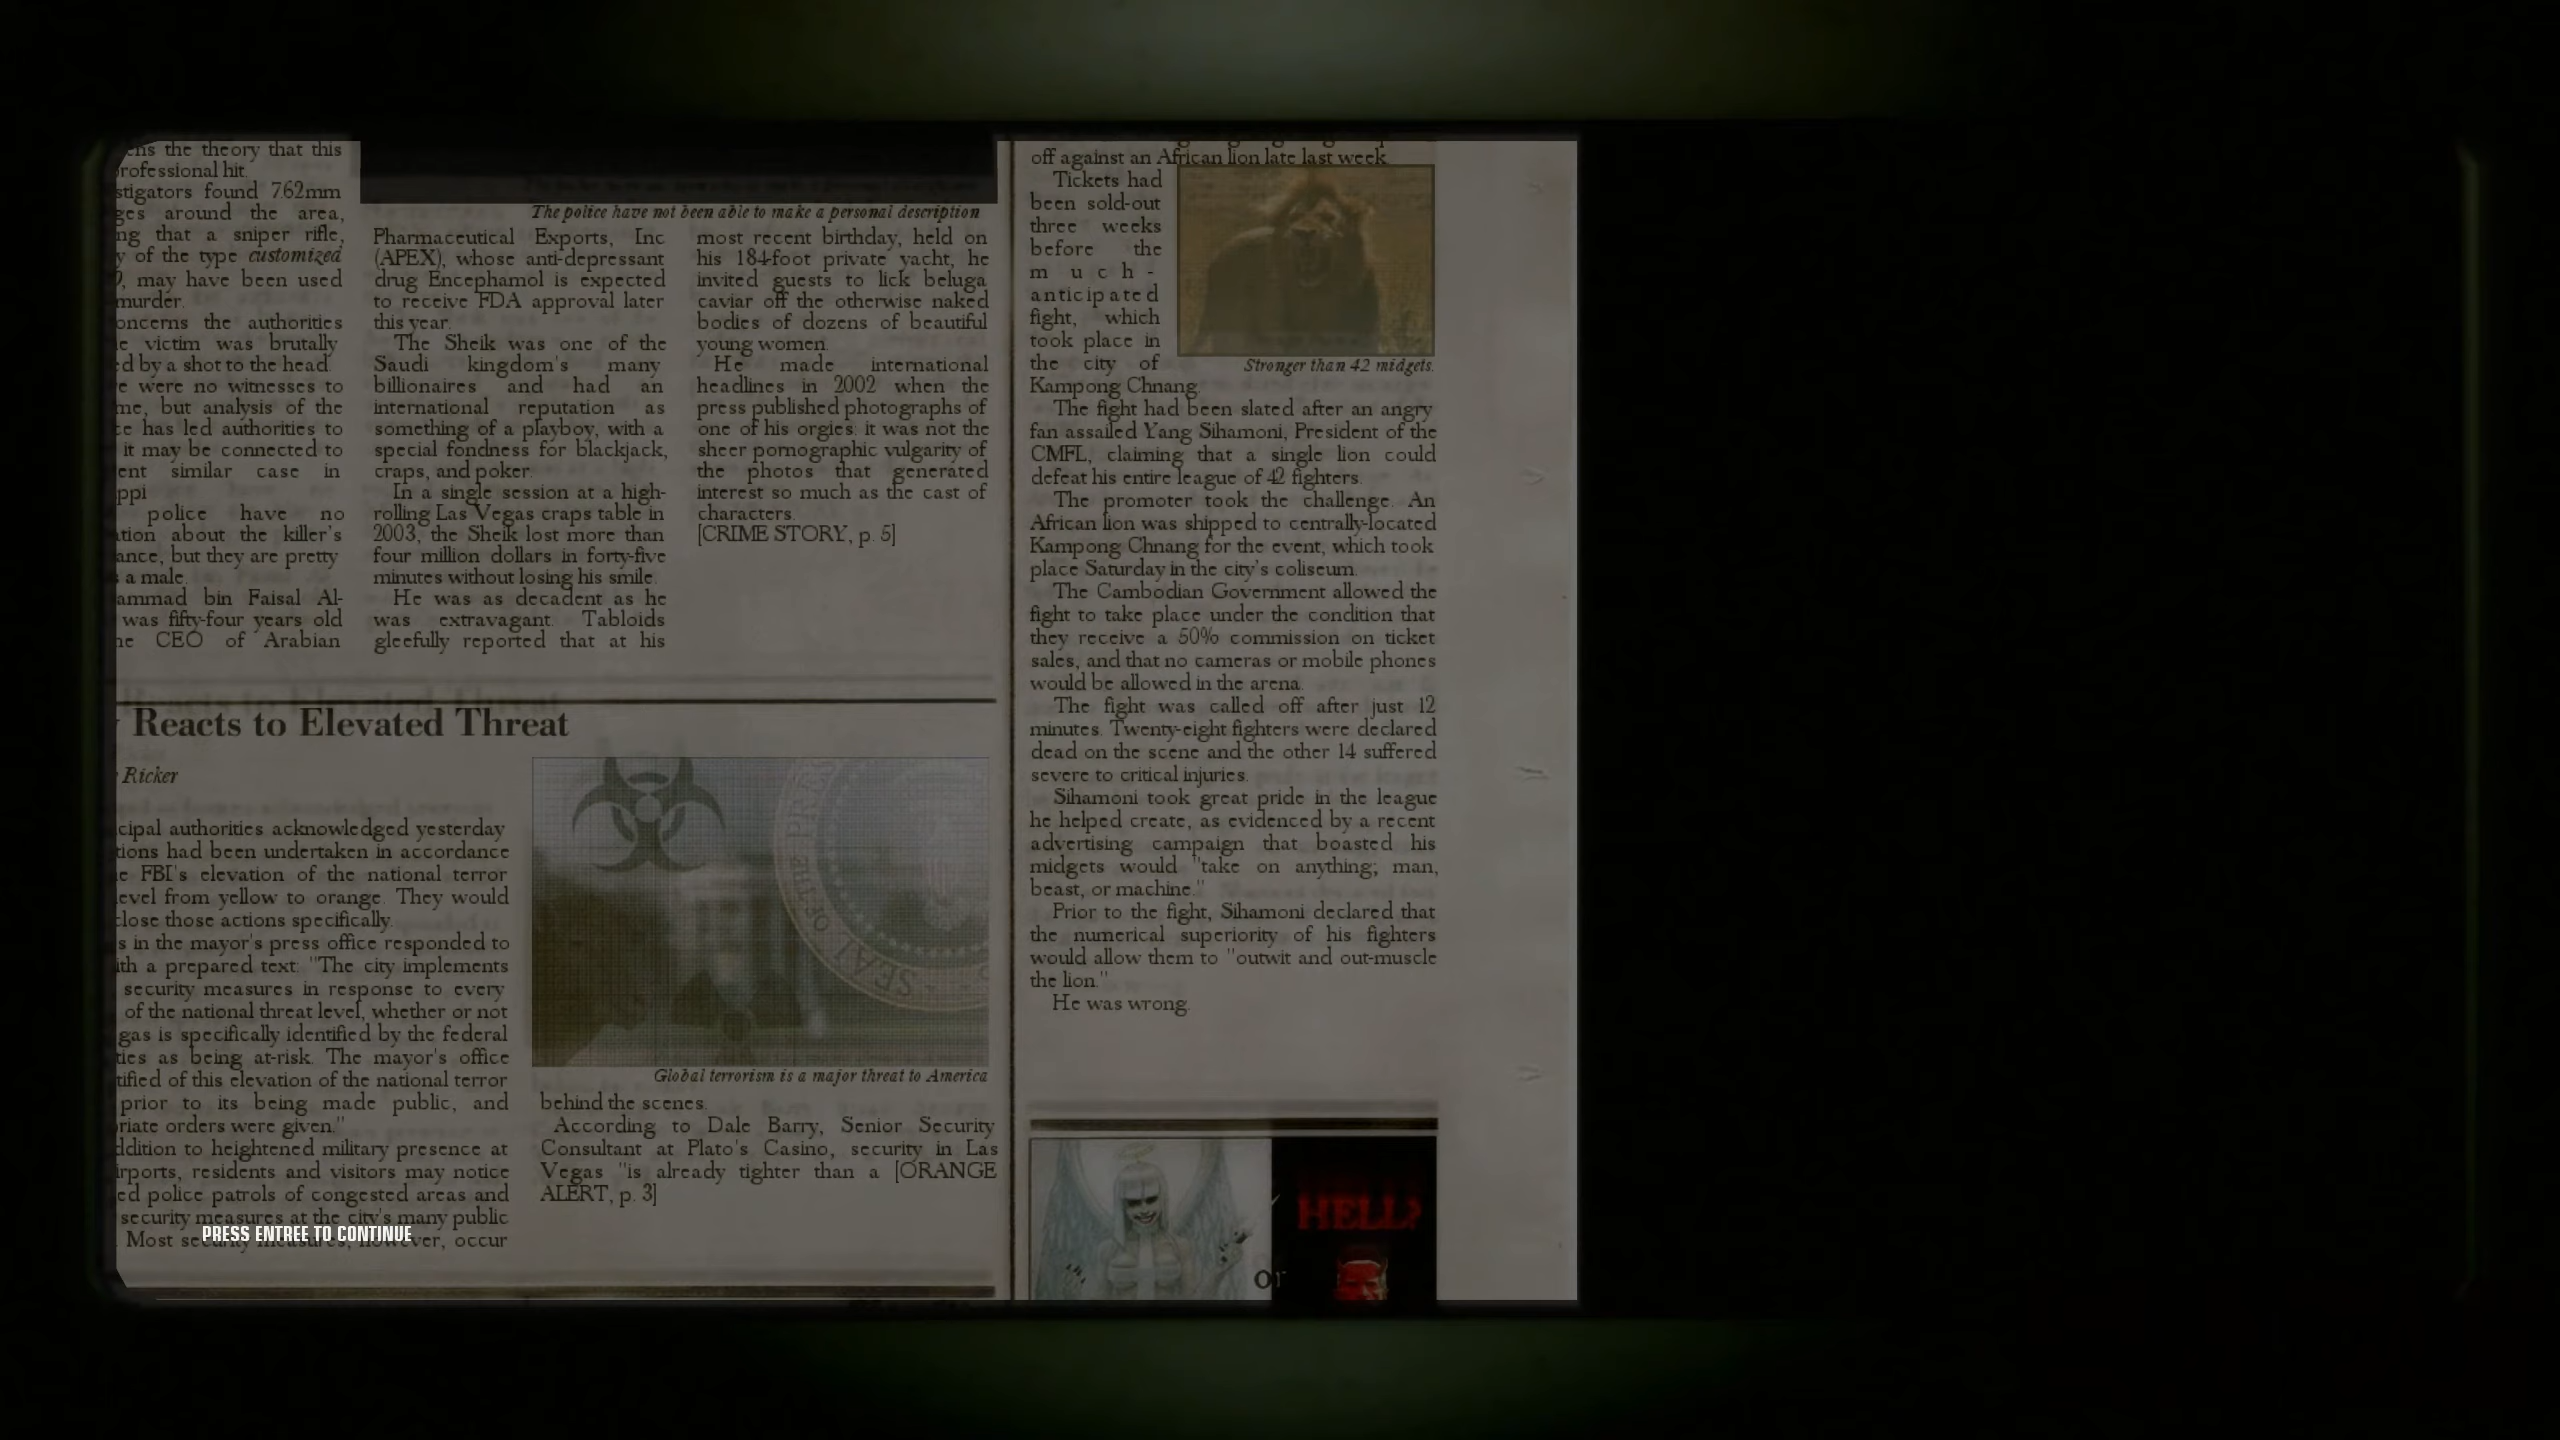 ens the theory that this
rofessional hit.
stigators found 7.62mm
ges around the area,
ng that a sniper rifle,
y of the type customized
, may have been used
murder.
oncerns the authorities
e victim was brutally
d by a shot to the head.
e were no witnesses to
me, but analysis of the
ce has led authorities to
it may be connected to
ent similar case in
ppi
police have no
ation about the killer's
ance, but they are pretty
s a male.
ammad bin Faisal Al-
was fifty-four years old
he CEO of Arabian
The police have not been able to make a personal description
Pharmaceutical Exports, Inc
(APEX), whose anti-depressant
drug Encephamol is expected
to receive FDA approval later
this year.
The Sheik was one of the
Saudi kingdom's many
billionaires and had an
international reputation as
something of a playboy, with a
special fondness for blackjack,
craps, and poker.
In a single session at a high-
rolling Las Vegas craps table in
2003, the Sheik lost more than
four million dollars in forty-five
minutes without losing his smile.
He was as decadent as he
was extravagant. Tabloids
gleefully reported that at his
most recent birthday, held on
his 184-foot private yacht, he
invited guests to lick beluga
caviar off the otherwise naked
bodies of dozens of beautiful
young women.
He made international
headlines in 2002 when the
press published photographs of
one of his orgies: it was not the
sheer pornographic vulgarity of
the photos that generated
interest so much as the cast of
characters.
[CRIME STORY, p. 5]
Reacts to Elevated Threat
Ricker
cipal authorities acknowledged yesterday
tions had been undertaken in accordance
e FBI's elevation of the national terror
level from yellow to orange. They would
close those actions specifically.
s in the mayor's press office responded to
ith a prepared text: "The city implements
security measures in response to every
of the national threat level, whether or not
gas is specifically identified by the federal
ties as being at-risk. The mayor's office
tified of this elevation of the national terror
prior to its being made public, and
riate orders were given."
ddition to heightened military presence at
irports, residents and visitors may notice
ed police patrols of congested areas and
security measures at the city's many public
. Most security measures, however, occur
PRESS ENTREE TO CONTINUE
SEAL OF THE PR
Global terrorism is a major threat to America
behind the scenes.
According to Dale Barry, Senior Security
Consultant at Plato's Casino, security in Las
Vegas "is already tighter than a [ORANGE
ALERT, p. 3]
off against an African lion late last week.
Tickets had
been sold-out
three weeks
before the
much-
anticipated
fight, which
took place in
the city of
Kampong Chnang.
Stronger than 42 midgets.
The fight had been slated after an angry
fan assailed Yang Sihamoni, President of the
CMFL, claiming that a single lion could
defeat his entire league of 42 fighters.
The promoter took the challenge. An
African lion was shipped to centrally-located
Kampong Chnang for the event, which took
place Saturday in the city's coliseum.
The Cambodian Government allowed the
fight to take place under the condition that
they receive a 50% commission on ticket
sales, and that no cameras or mobile phones
would be allowed in the arena.
The fight was called off after just 12
minutes. Twenty-eight fighters were declared
dead on the scene and the other 14 suffered
severe to critical injuries.
Sihamoni took great pride in the league
he helped create, as evidenced by a recent
advertising campaign that boasted his
midgets would "take on anything; man,
beast, or machine."
Prior to the fight, Sihamoni declared that
the numerical superiority of his fighters
would allow them to "outwit and out-muscle
the lion."
He was wrong.
or
HELL?